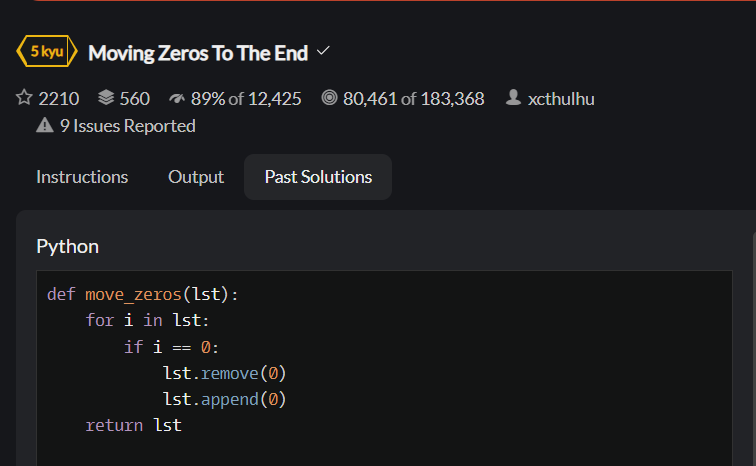 5 kyu Moving Zeros To The End
2210 560 89% of 12,425 80,461 of 183,368 xcthulhu
9 Issues Reported
Instructions Output Past Solutions
Python
def move_zeros(lst):
    for i in lst:
        if i == 0:
            lst.remove(0)
            lst.append(0)
    return lst